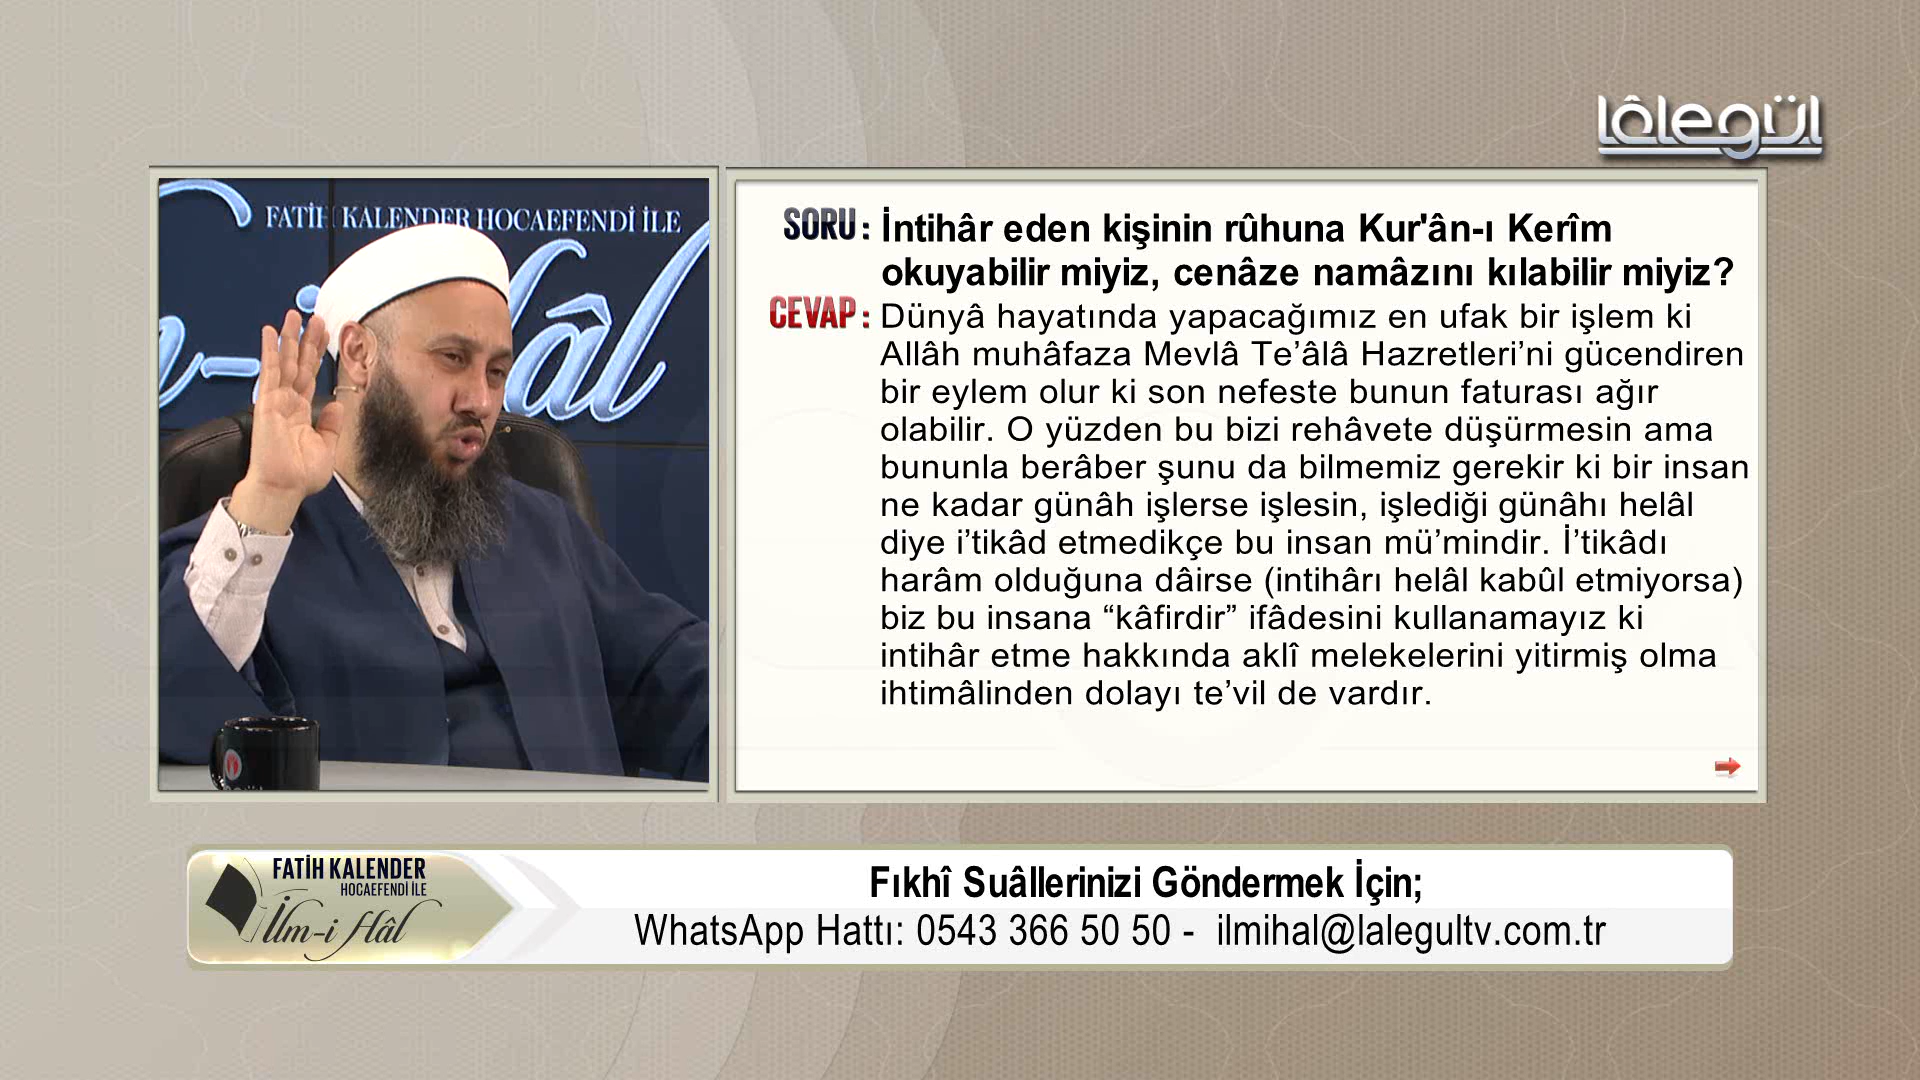 lâlegül
FATİH KALENDER HOCAEFENDİ İLE
SORU : İntihâr eden kişinin rûhuna Kur'ân-ı Kerîm
okuyabilir miyiz, cenâze namâzını kılabilir miyiz?
CEVAP : Dünyâ hayatında yapacağımız en ufak bir işlem ki
Allâh muhâfaza Mevlâ Te’âlâ Hazretleri’ni gücendiren
bir eylem olur ki son nefeste bunun faturası ağır
olabilir. O yüzden bu bizi rehâvete düşürmesin ama
bununla berâber şunu da bilmemiz gerekir ki bir insan
ne kadar günâh işlerse işlesin, işlediği günâhı helâl
diye i’tikâd etmedikçe bu insan mü’mindir. İ’tikâdı
harâm olduğuna dâirse (intihârı helâl kabûl etmiyorsa)
biz bu insana “kâfirdir” ifâdesini kullanamayız ki
intihâr etme hakkında aklî melekelerini yitirmiş olma
ihtimâlinden dolayı te’vil de vardır.
FATİH KALENDER
HOCAEFENDİ İLE
İlm-i Hâl
Fıkhî Suâllerinizi Göndermek İçin;
WhatsApp Hattı: 0543 366 50 50 - ilmihal@lalegultv.com.tr